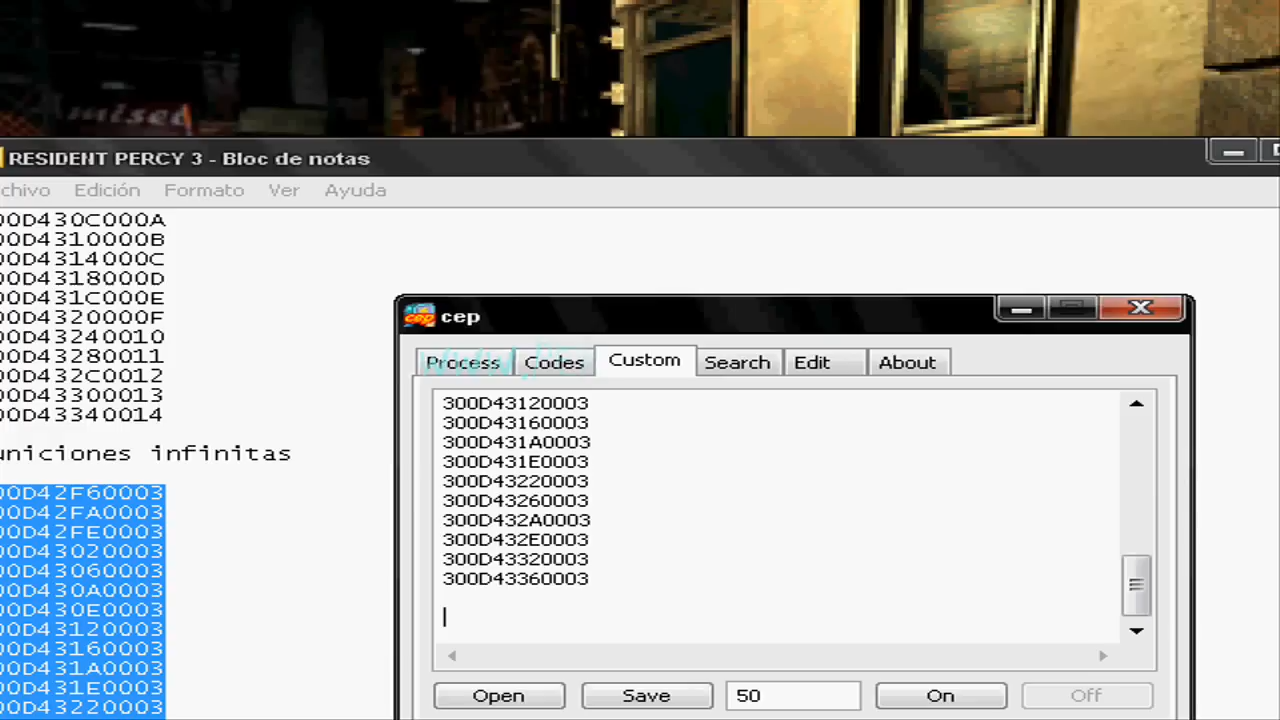 RESIDENT PERCY 3 - Bloc de notas
chivo Edición Formato Ver Ayuda
00D430C000A
00D4310000B
00D4314000C
00D4318000D
00D431C000E
00D4320000F
00D43240010
00D43280011
00D432C0012
00D43300013
00D43340014
uniciones infinitas
00D42F60003
00D42FA0003
00D42FE0003
00D43020003
00D43060003
00D430A0003
00D430E0003
00D43120003
00D43160003
00D431A0003
00D431E0003
00D43220003
cep
Process Codes Custom Search Edit About
300D43120003
300D43160003
300D431A0003
300D431E0003
300D43220003
300D43260003
300D432A0003
300D432E0003
300D43320003
300D43360003
Open Save 50 On Off